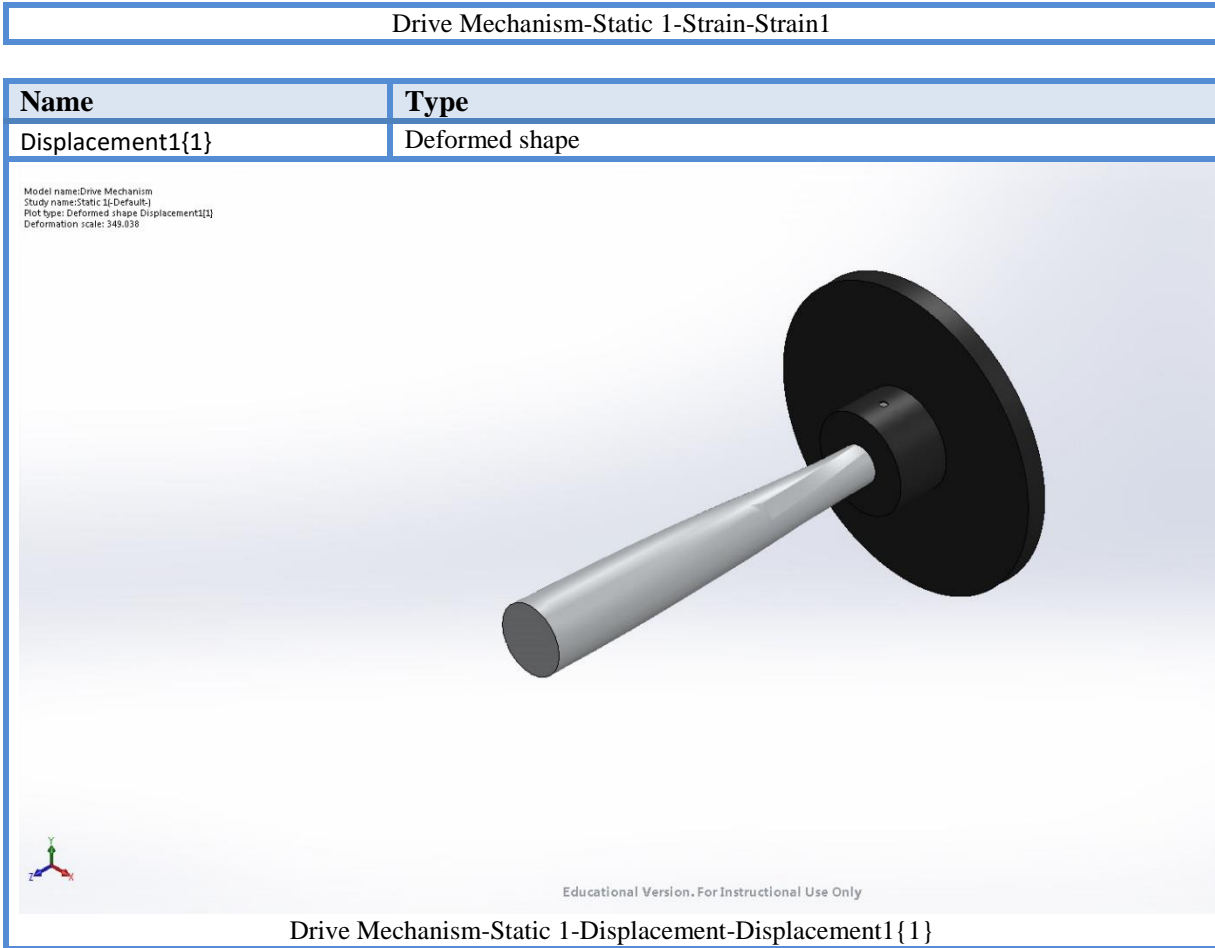 Drive Mechanism-Static 1-Strain-Strain1
Name Type
Displacement1{1} Deformed shape
Model name:Drive Mechanism
Study name:Static 1(-Default-)
Plot type: Deformed shape Displacement1{1}
Deformation scale: 349.038
Y
Z X
Educational Version. For Instructional Use Only
Drive Mechanism-Static 1-Displacement-Displacement1{1}